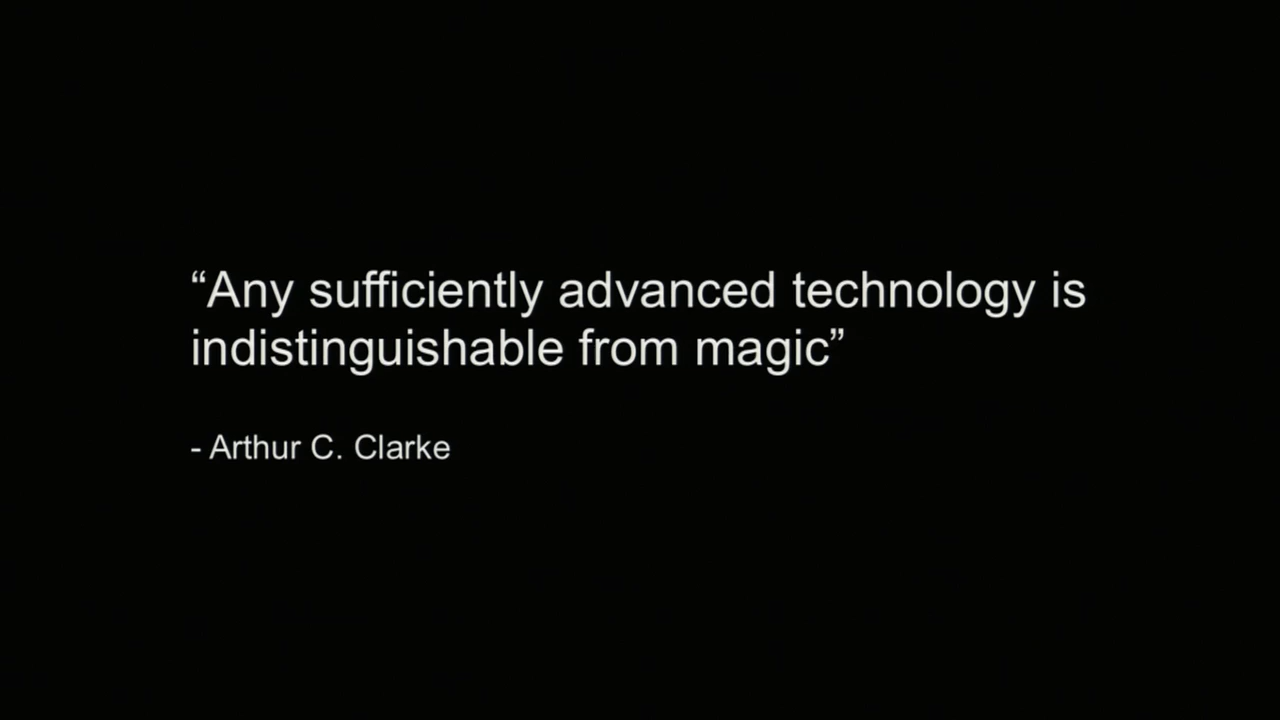 “Any sufficiently advanced technology is
indistinguishable from magic”
- Arthur C. Clarke